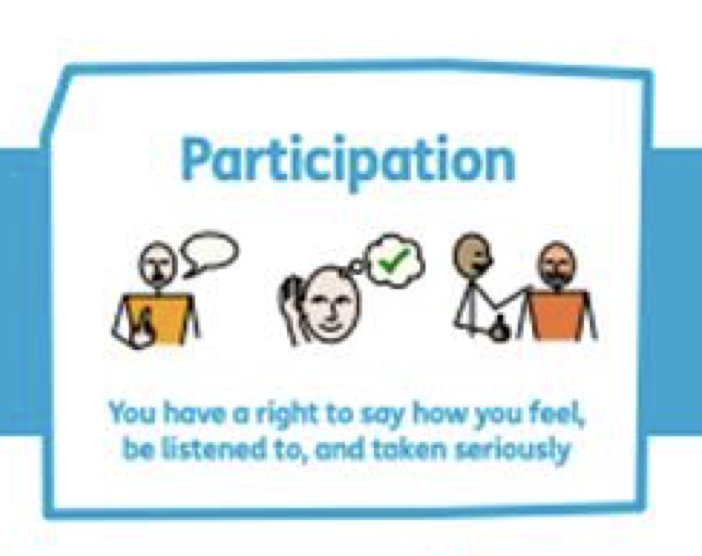 Participation
You have a right to say how you feel,
be listened to, and taken seriously